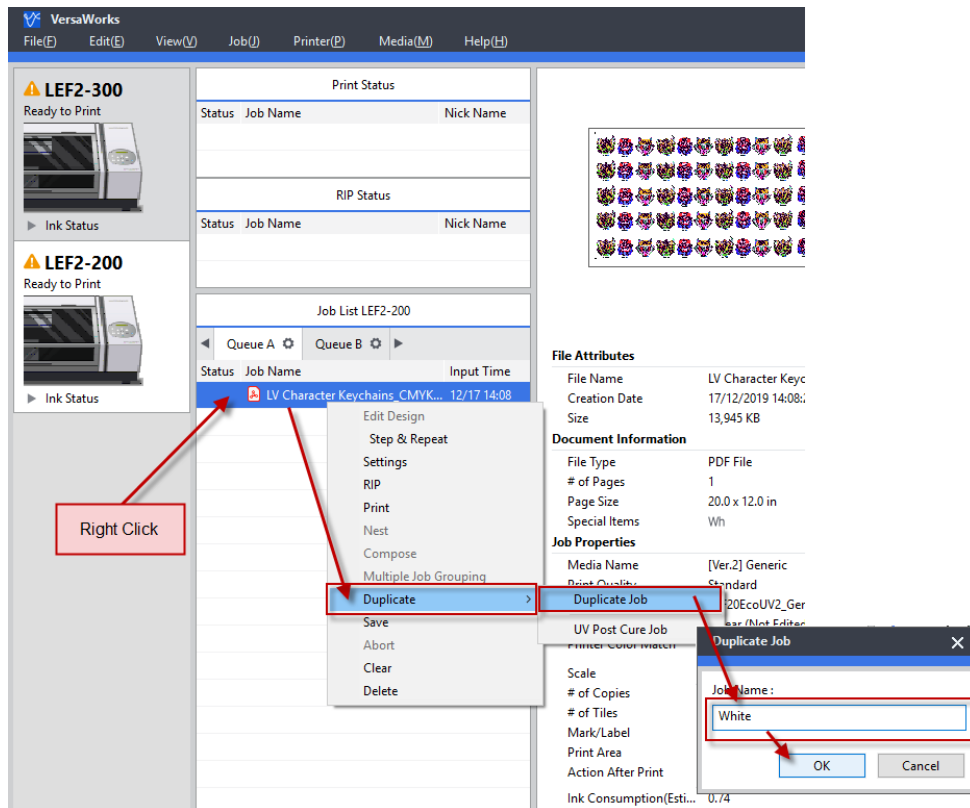 VersaWorks
File(F) Edit(E) View(V) Job(J) Printer(P) Media(M) Help(H)
LEF2-300
Ready to Print
Ink Status
LEF2-200
Ready to Print
Ink Status
Print Status
Status Job Name Nick Name
RIP Status
Status Job Name Nick Name
Job List LEF2-200
Queue A Queue B
Status Job Name Input Time
LV Character Keychains_CMYK... 12/17 14:08
Right Click
Edit Design
Step & Repeat
Settings
RIP
Print
Nest
Compose
Multiple Job Grouping
Duplicate
Save
Abort
Clear
Delete
Duplicate Job
UV Post Cure Job
File Attributes
File Name LV Character Keyc
Creation Date 17/12/2019 14:08:
Size 13,945 KB
Document Information
File Type PDF File
# of Pages 1
Page Size 20.0 x 12.0 in
Special Items Wh
Job Properties
Media Name [Ver.2] Generic
Print Quality Standard
20EcoUV2_Ger
(Not Edited
Printer Color Match
Scale
# of Copies
# of Tiles
Mark/Label
Print Area
Action After Print
Ink Consumption(Esti... 0.74
Duplicate Job
Job Name :
White
OK Cancel